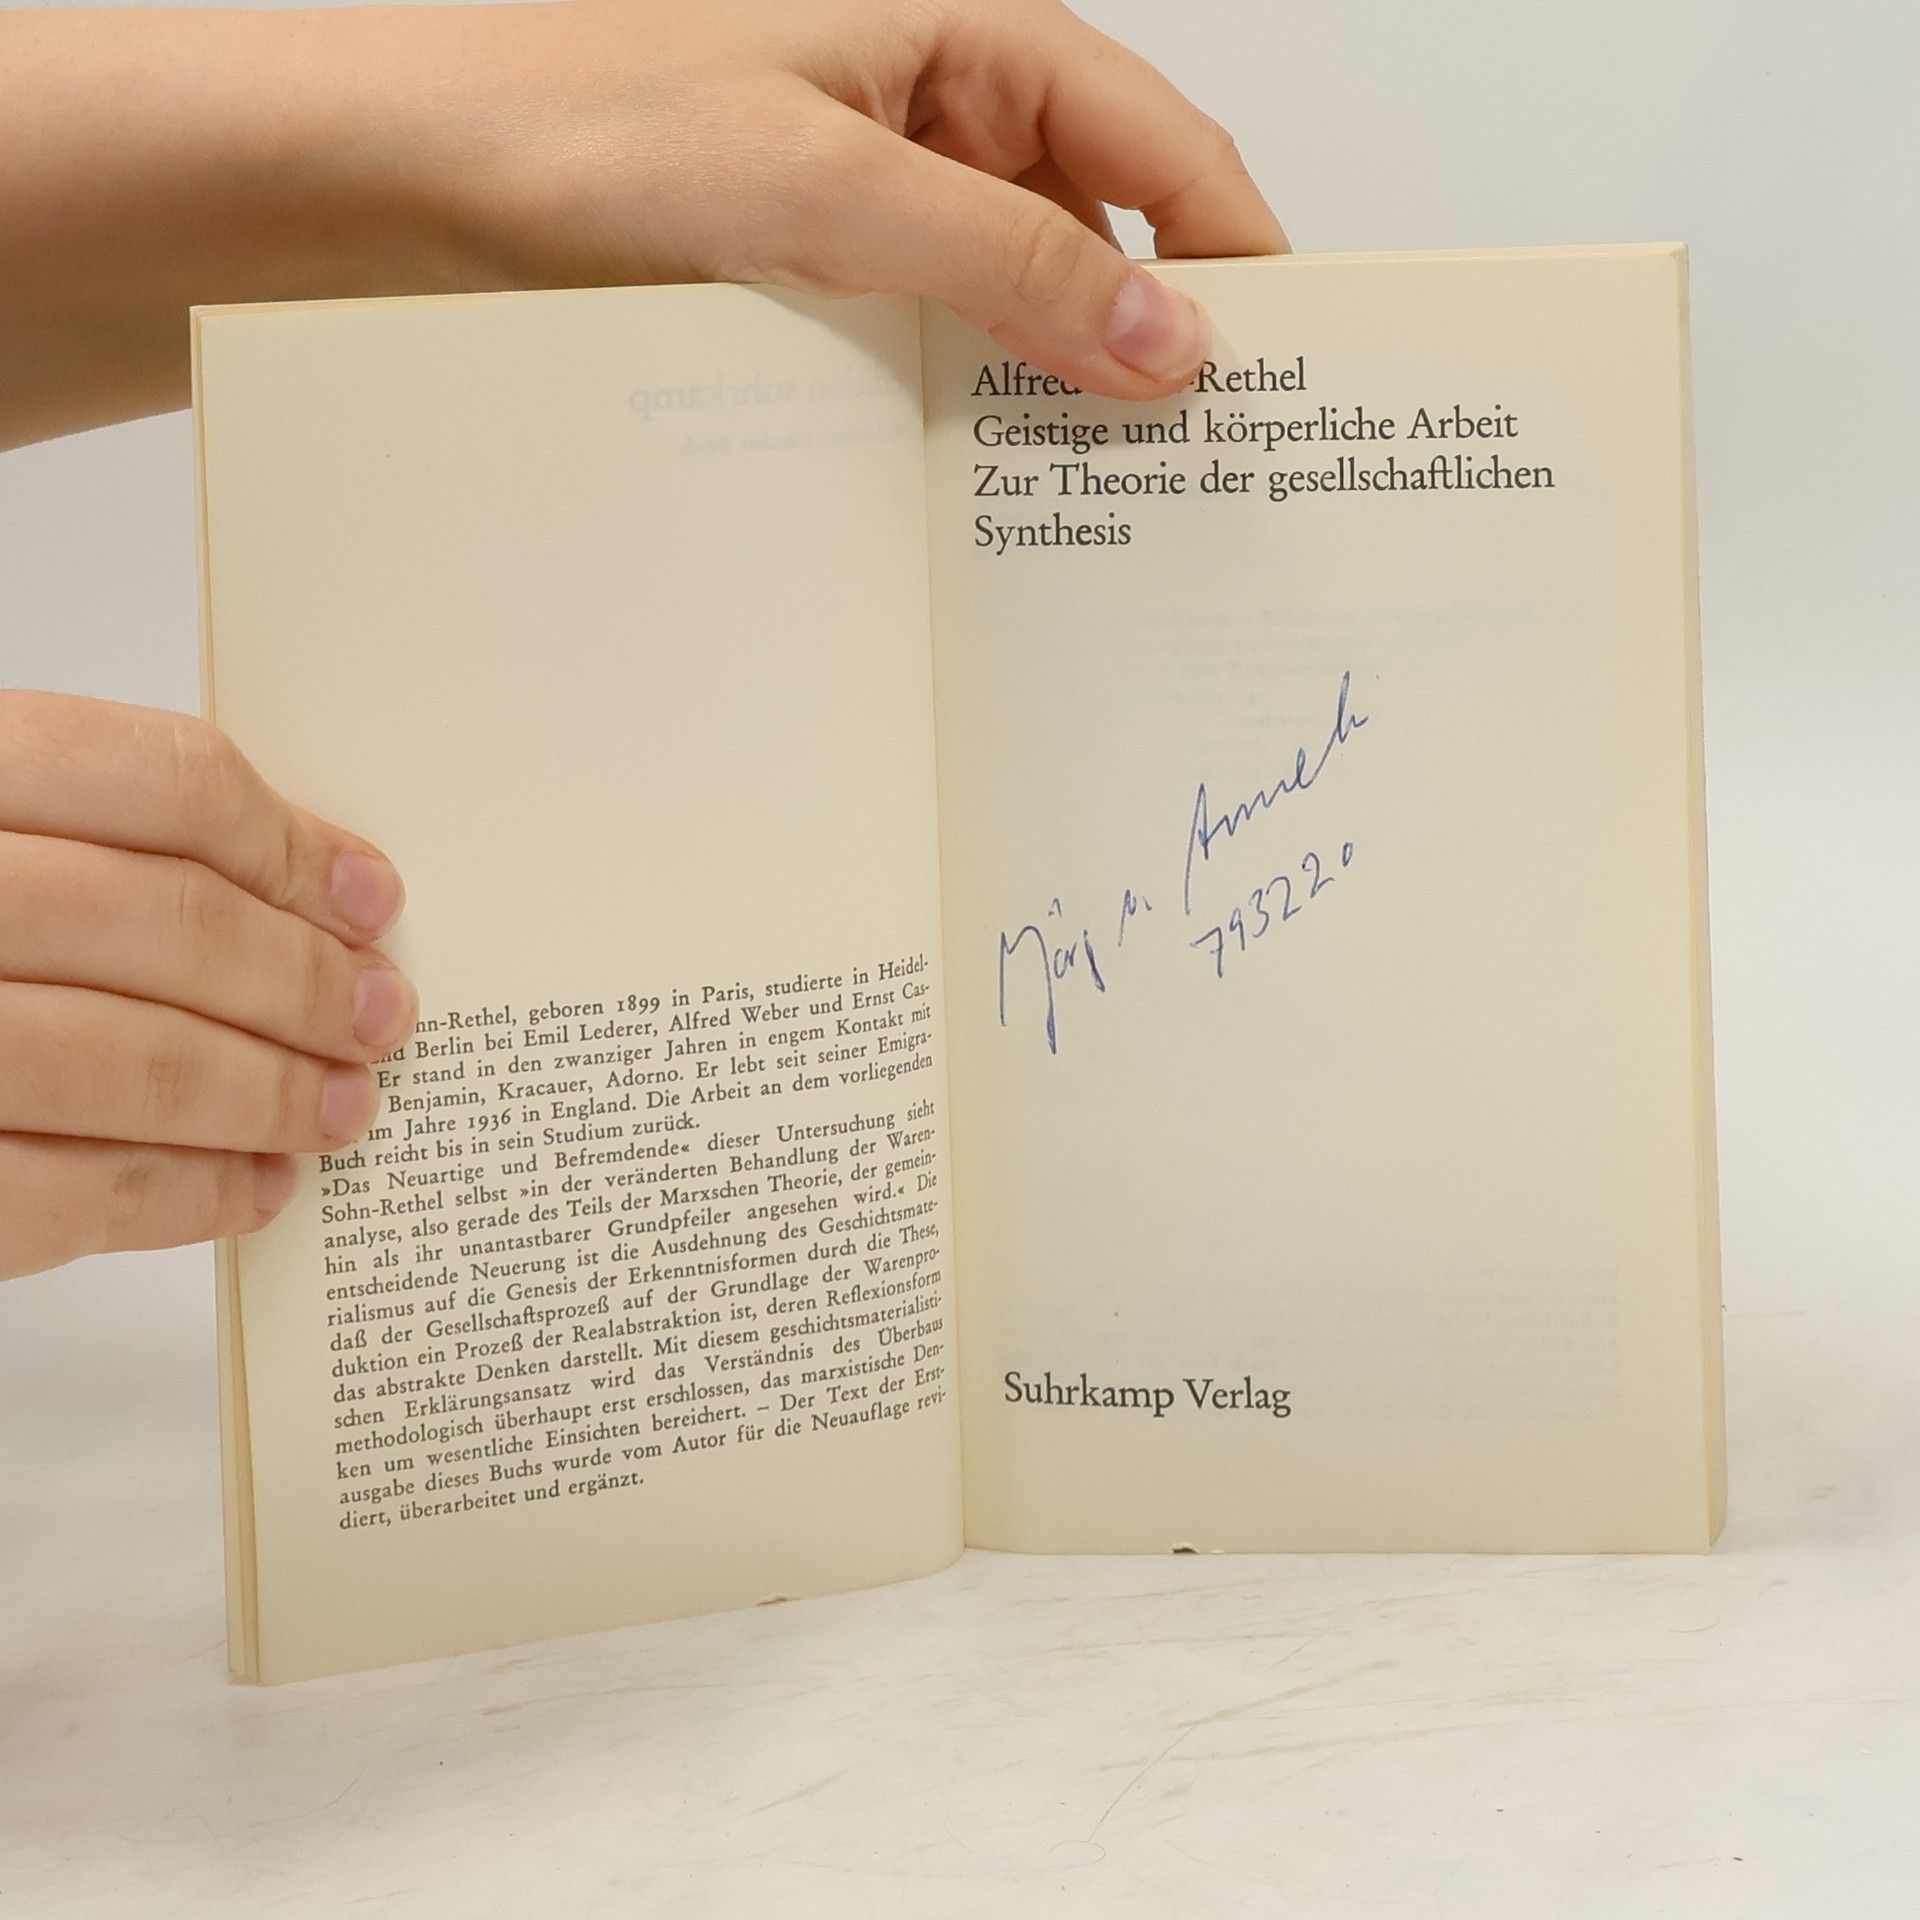 hn-Rethel, geboren 1899 in Paris, studierte in Heidel-
nd Berlin bei Emil Lederer, Alfred Weber und Ernst Cas-
Er stand in den zwanziger Jahren in engem Kontakt mit
Benjamin, Kracauer, Adorno. Er lebt seit seiner Emigra-
im Jahre 1936 in England. Die Arbeit an dem vorliegenden
Buch reicht bis in sein Studium zurück.
»Das Neuartige und Befremdende« dieser Untersuchung sieht
Sohn-Rethel selbst »in der veränderten Behandlung der Waren-
analyse, also gerade des Teils der Marxschen Theorie, der gemein-
hin als ihr unantastbarer Grundpfeiler angesehen wird.« Die
entscheidende Neuerung ist die Ausdehnung des Geschichtsmate-
rialismus auf die Genesis der Erkenntnisformen durch die These,
daß der Gesellschaftsprozeß auf der Grundlage der Warenpro-
duktion ein Prozeß der Realabstraktion ist, deren Reflexionsform
das abstrakte Denken darstellt. Mit diesem geschichtsmaterialisti-
schen Erklärungsansatz wird das Verständnis des Überbaus
methodologisch überhaupt erst erschlossen, das marxistische Den-
ken um wesentliche Einsichten bereichert. – Der Text der Erst-
ausgabe dieses Buchs wurde vom Autor für die Neuauflage revi-
diert, überarbeitet und ergänzt.
Alfred Rethel
Geistige und körperliche Arbeit
Zur Theorie der gesellschaftlichen
Synthesis
Jörg
793220
Suhrkamp Verlag